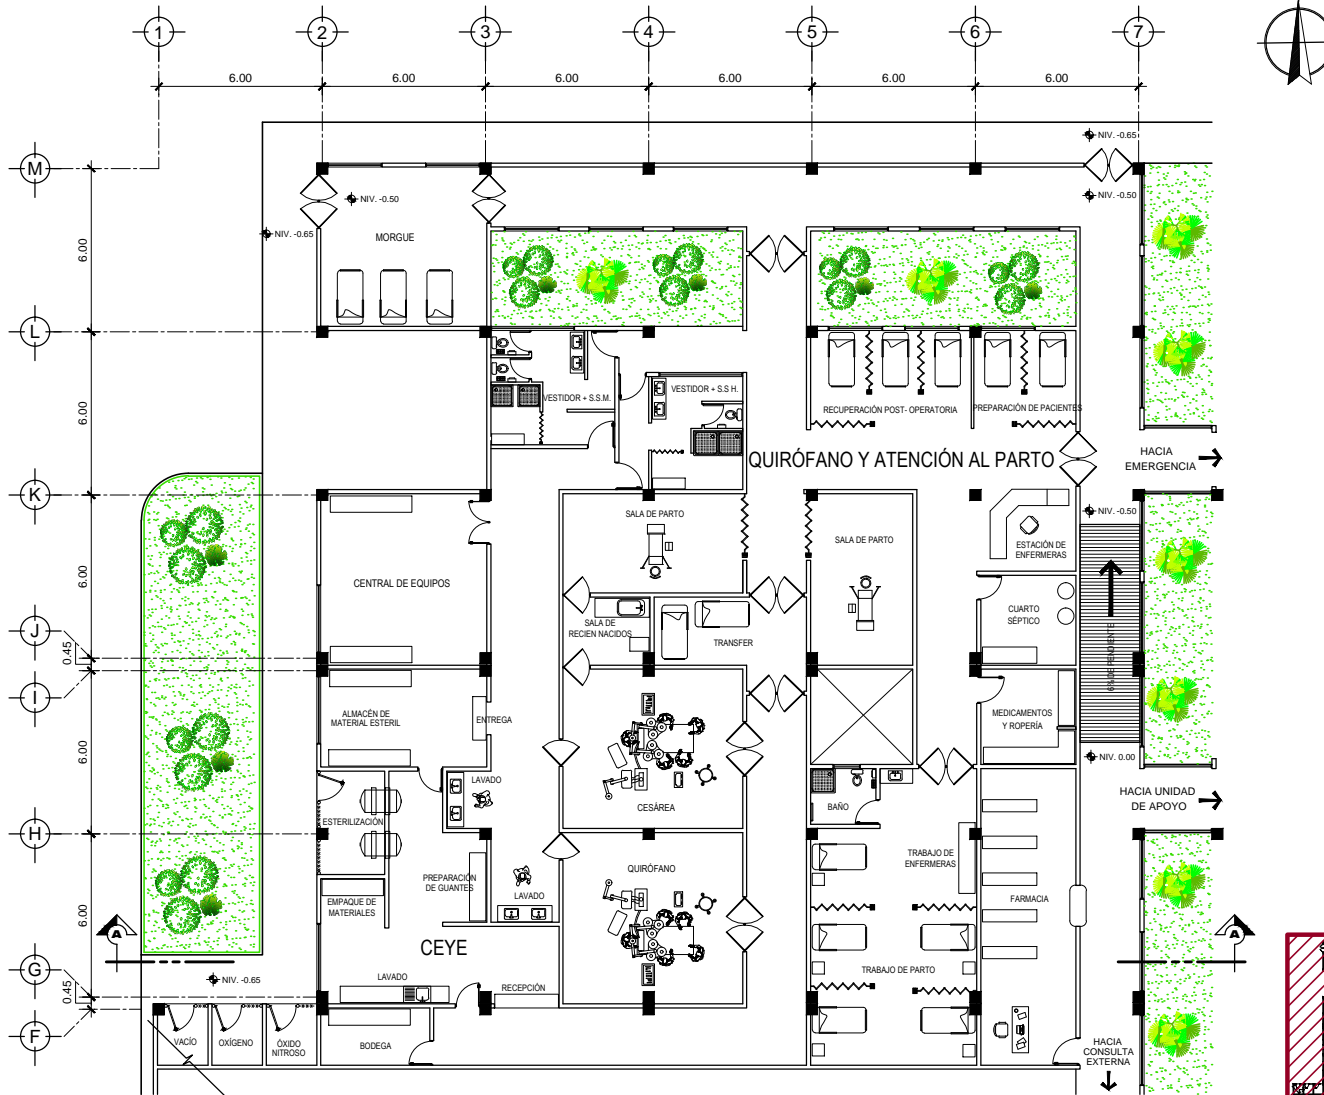 1 2 3 4 5 6 7
6.00 6.00 6.00 6.00 6.00 6.00
NIV. -0.65
M
NIV. -0.50
NIV. -0.50
NIV. -0.65
MORGUE
6.00
L
VESTIDOR + S.S.M.
VESTIDOR + S.S H.
RECUPERACIÓN POST- OPERATORIA
PREPARACIÓN DE PACIENTES
6.00
QUIRÓFANO Y ATENCIÓN AL PARTO
HACIA
EMERGENCIA
K
SALA DE PARTO
SALA DE PARTO
NIV. -0.50
ESTACIÓN DE
ENFERMERAS
CENTRAL DE EQUIPOS
6.00
CUARTO
SÉPTICO
SALA DE
RECIEN NACIDOS
TRANSFER
J
0.45
6% DE PENDIENTE
I
ALMACÉN DE
MATERIAL ESTERIL
ENTREGA
MEDICAMENTOS
Y ROPERÍA
6.00
NIV. 0.00
LAVADO
CESÁREA
BAÑO
HACIA UNIDAD
DE APOYO
ESTERILIZACIÓN
H
TRABAJO DE
ENFERMERAS
QUIRÓFANO
PREPARACIÓN
DE GUANTES
EMPAQUE DE
MATERIALES
LAVADO
FARMACIA
6.00
A
A
CEYE
G
NIV. -0.65
LAVADO
RECEPCIÓN
TRABAJO DE PARTO
0.45
F
VACÍO
OXÍGENO
ÓXIDO
NITROSO
BODEGA
HACIA
CONSULTA
EXTERNA